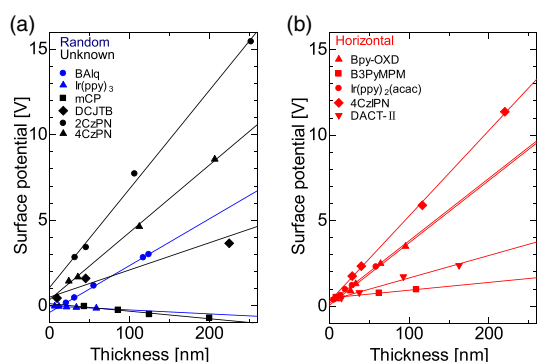 (a)
Random
Unknown
BAlq
Ir(ppy)3
mCP
DCJTB
2CzPN
4CzPN
15
10
5
0
Surface potential [V]
0 100 200
Thickness [nm]
(b)
Horizontal
Bpy-OXD
B3PyMPM
Ir(ppy)2(acac)
4CzIPN
DACT-II
15
10
5
0
Surface potential [V]
0 100 200
Thickness [nm]